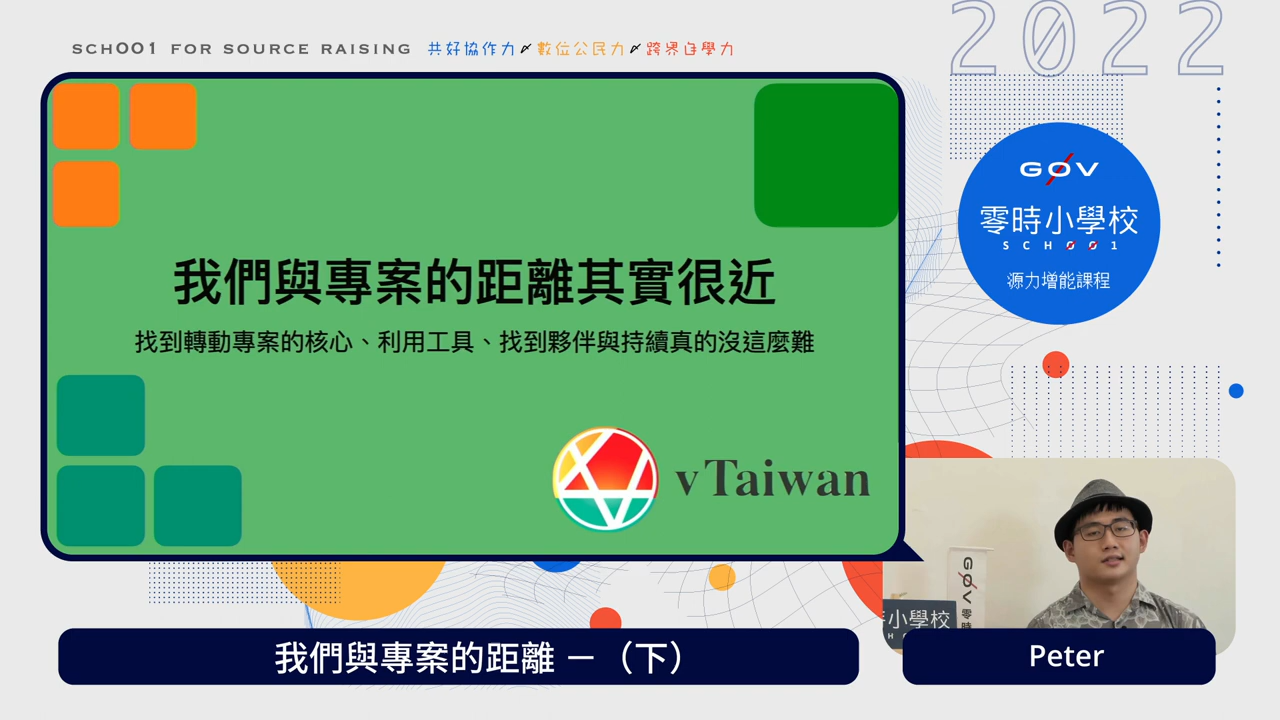 SCH001 FOR SOURCE RAISING 共好協作力 數位公民力 跨界自學力
2022
G0V
零時小學校
SCH001
源力增能課程
我們與專案的距離其實很近
找到轉動專案的核心、利用工具、找到夥伴與持續真的沒這麼難
vTaiwan
G0V 零時
小學校
我們與專案的距離 － （下）
Peter